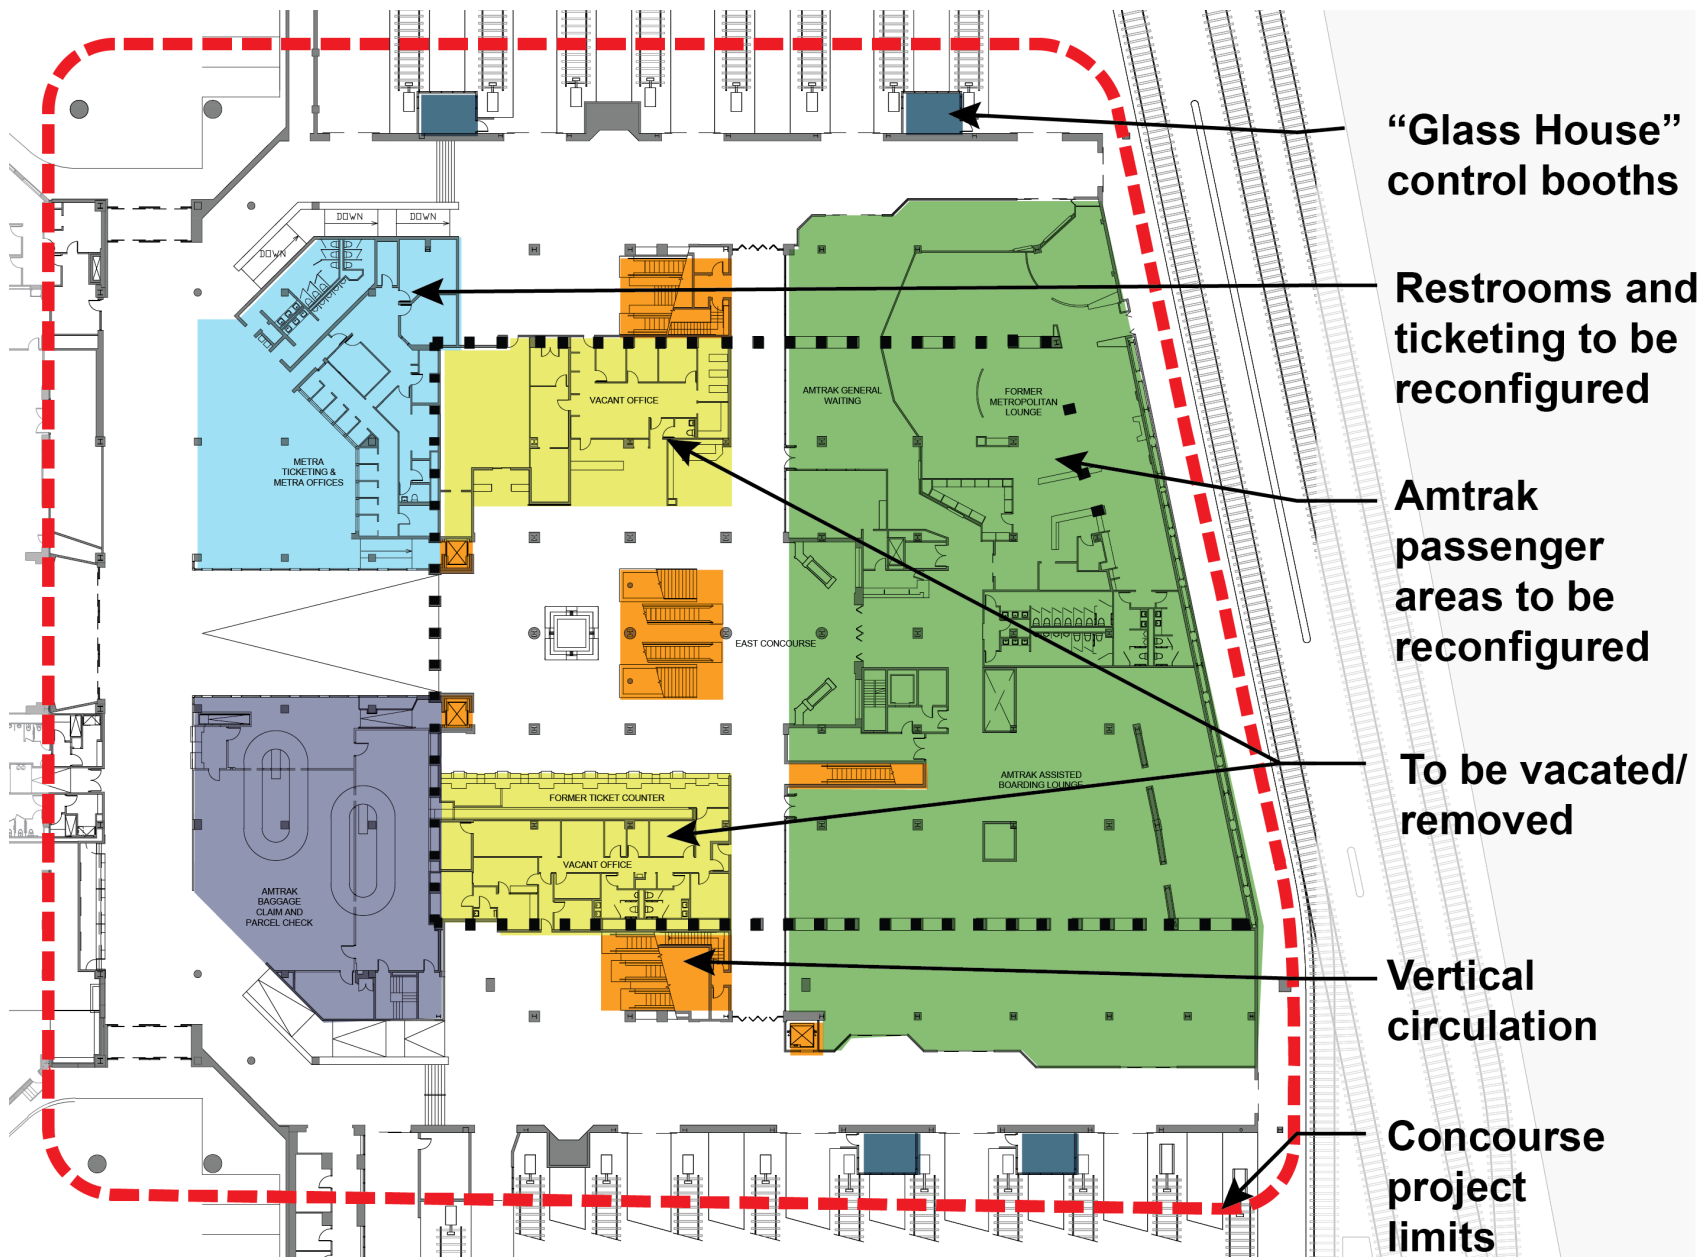 “Glass House”
control booths
DOWN
DOWN
DOWN
Restrooms and
ticketing to be
reconfigured
AMTRAK GENERAL
WAITING
FORMER
METROPOLITAN
LOUNGE
VACANT OFFICE
METRA
TICKETING &
METRA OFFICES
Amtrak
passenger
areas to be
reconfigured
EAST CONCOURSE
To be vacated/
removed
AMTRAK ASSISTED
BOARDING LOUNGE
FORMER TICKET COUNTER
VACANT OFFICE
AMTRAK
BAGGAGE
CLAIM AND
PARCEL CHECK
Vertical
circulation
Concourse
project
limits